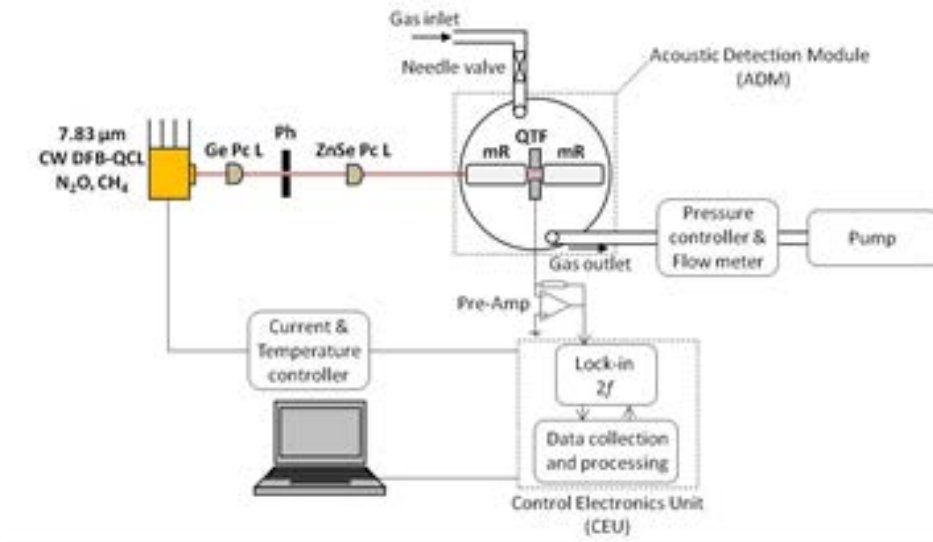 Gas inlet
Needle valve
Acoustic Detection Module
(ADM)
7.83 µm
CW DFB-QCL
N₂O, CH₄
Ge Pc L
Ph
ZnSe Pc L
QTF
mR
mR
Gas outlet
Pressure
controller &
Flow meter
Pump
Pre-Amp
Current &
Temperature
controller
Lock-in
2f
Data collection
and processing
Control Electronics Unit
(CEU)